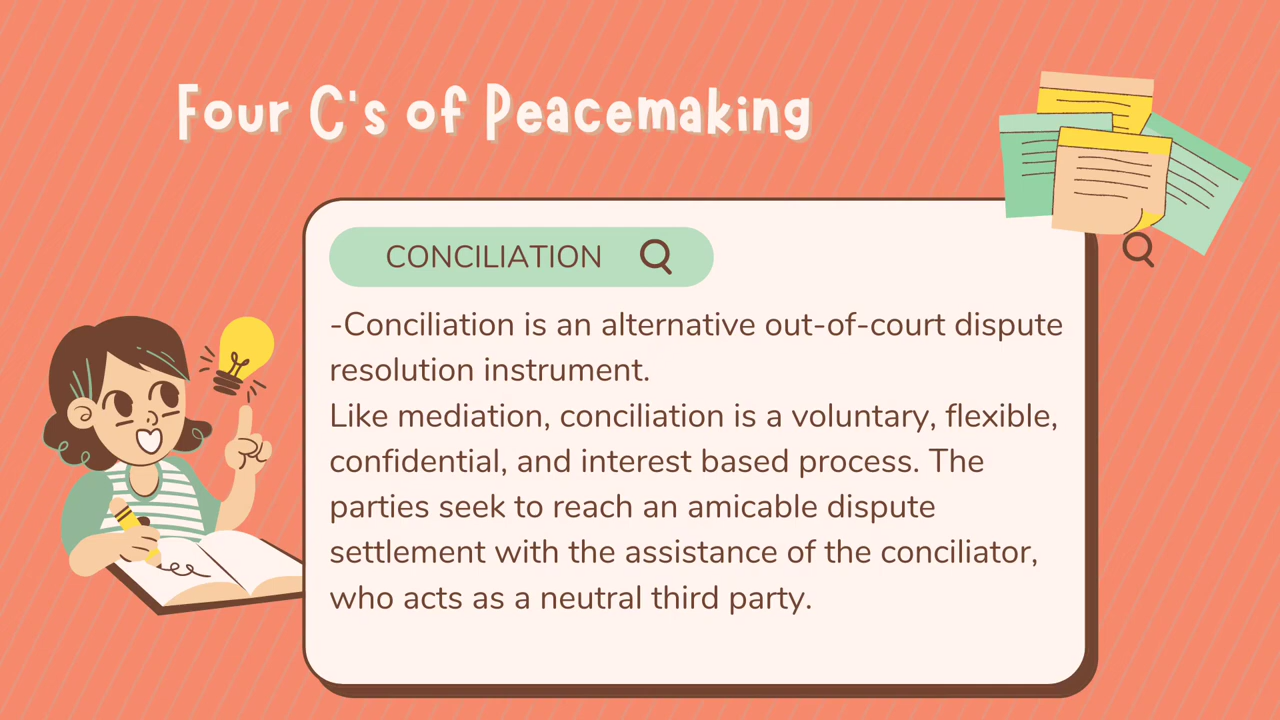 Four C's of Peacemaking
CONCILIATION
-Conciliation is an alternative out-of-court dispute
resolution instrument.
Like mediation, conciliation is a voluntary, flexible,
confidential, and interest based process. The
parties seek to reach an amicable dispute
settlement with the assistance of the conciliator,
who acts as a neutral third party.